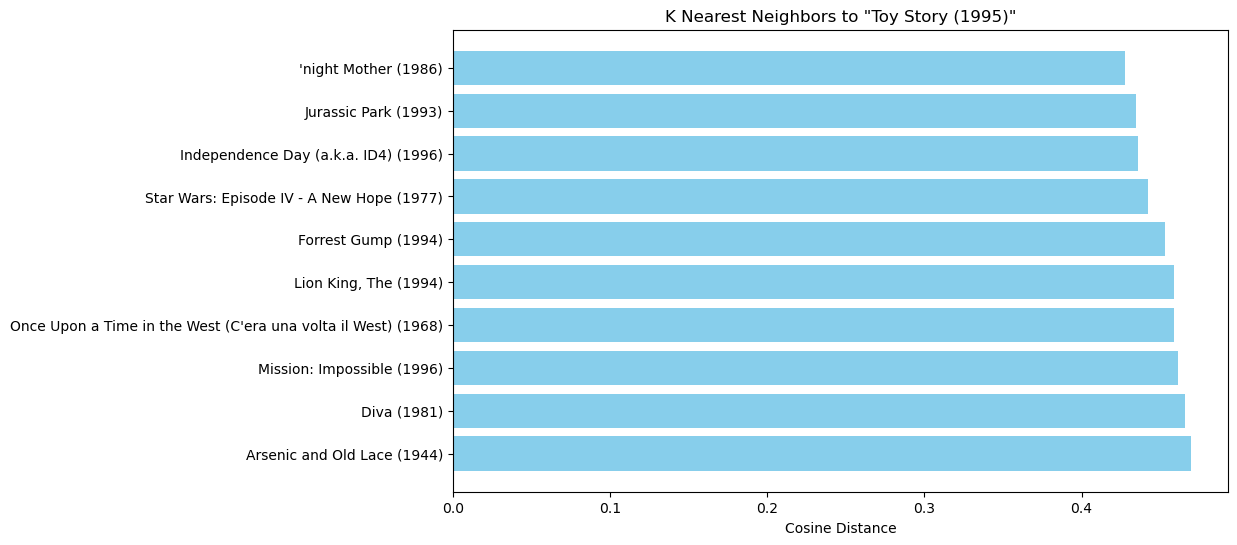 K Nearest Neighbors to "Toy Story (1995)"
'night Mother (1986)
Jurassic Park (1993)
Independence Day (a.k.a. ID4) (1996)
Star Wars: Episode IV - A New Hope (1977)
Forrest Gump (1994)
Lion King, The (1994)
Once Upon a Time in the West (C'era una volta il West) (1968)
Mission: Impossible (1996)
Diva (1981)
Arsenic and Old Lace (1944)
0.0 0.1 0.2 0.3 0.4
Cosine Distance